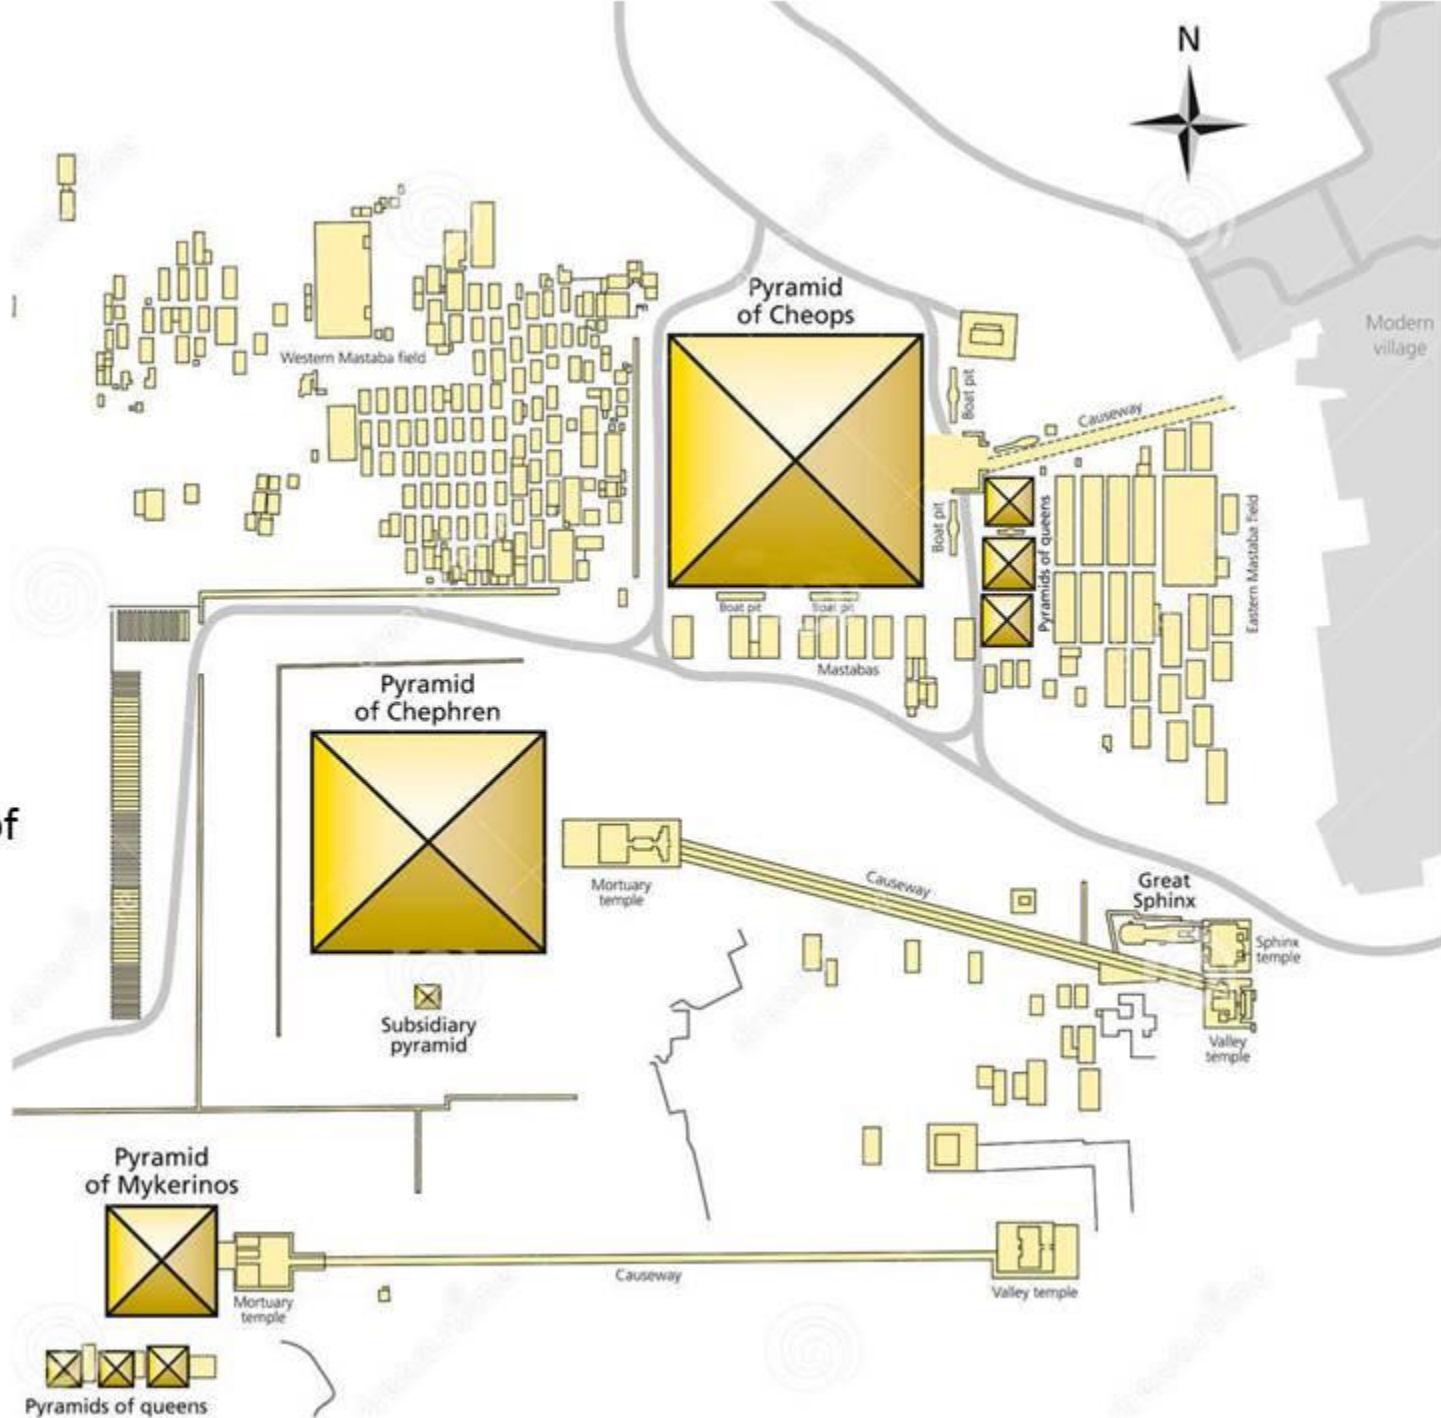 N
Pyramid
of Cheops
Modern
village
Western Mastaba field
Boat pit
Causeway
Boat pit
Pyramids of queens
Eastern Mastaba field
Boat pit
Boat pit
Mastabas
Pyramid
of Chephren
of
Mortuary
temple
Causeway
Great
Sphinx
Sphinx
temple
Subsidiary
pyramid
Valley
temple
Pyramid
of Mykerinos
Causeway
Mortuary
temple
Valley temple
Pyramids of queens